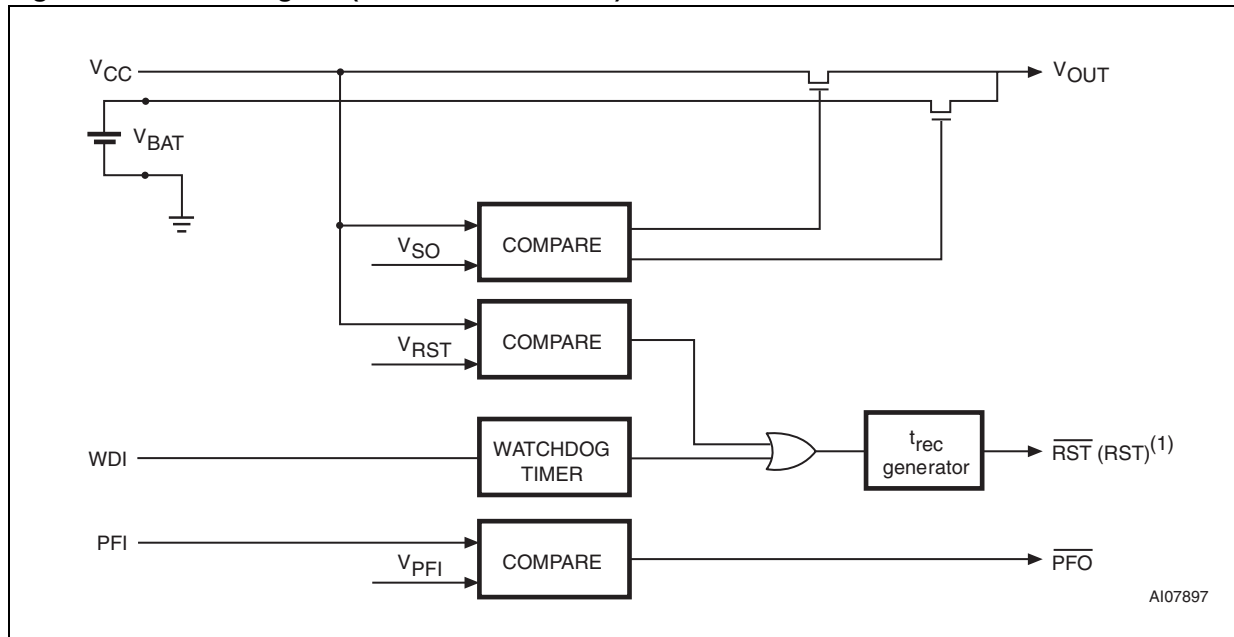 VCC
VOUT
VBAT
COMPARE
VSO
COMPARE
VRST
WDI
WATCHDOG
TIMER
trec
generator
RST (RST)(1)
PFI
COMPARE
VPFI
PFO
AI07897